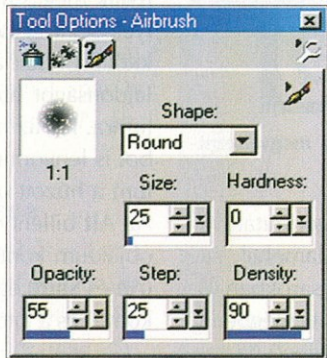 Tool Options - Airbrush
Shape:
Round
1:1
Size: Hardness:
25 0
Opacity: Step: Density:
55 25 90